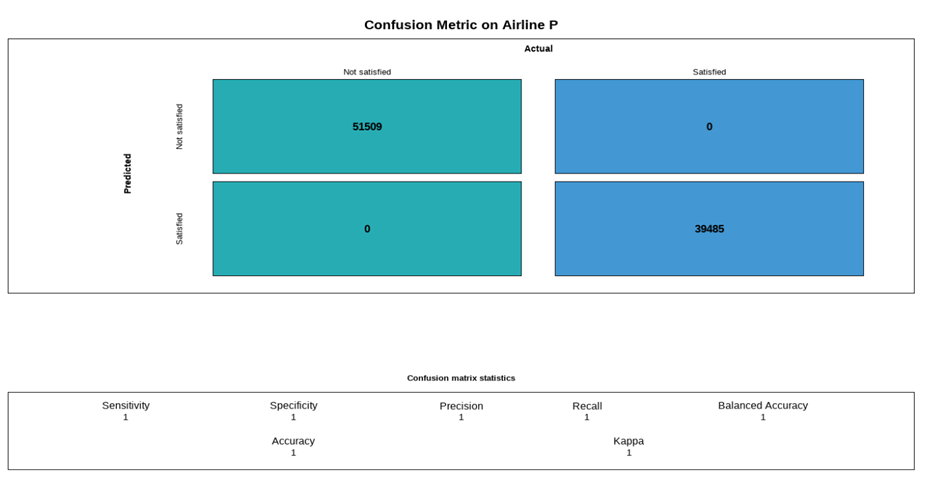 Confusion Metric on Airline P
Actual
Not satisfied Satisfied
Predicted
Not satisfied
51509 0
Satisfied
0 39485
Confusion matrix statistics
Sensitivity Specificity Precision Recall Balanced Accuracy
1 1 1 1 1
Accuracy Kappa
1 1